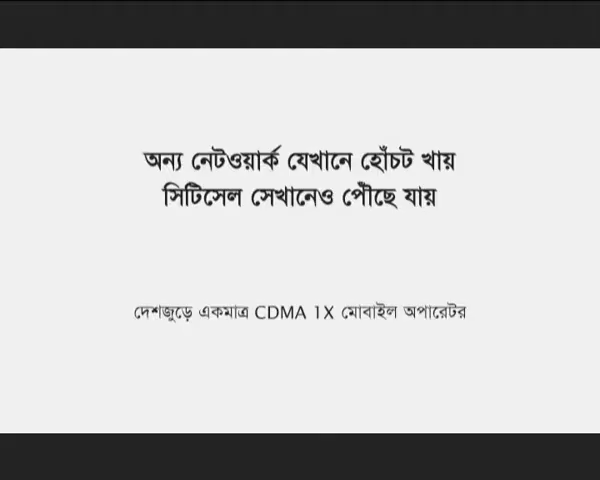 অন্য নেটওয়ার্ক যেখানে হোঁচট খায়
সিটিসেল সেখানেও পৌঁছে যায়
দেশজুড়ে একমাত্র CDMA 1X মোবাইল অপারেটর